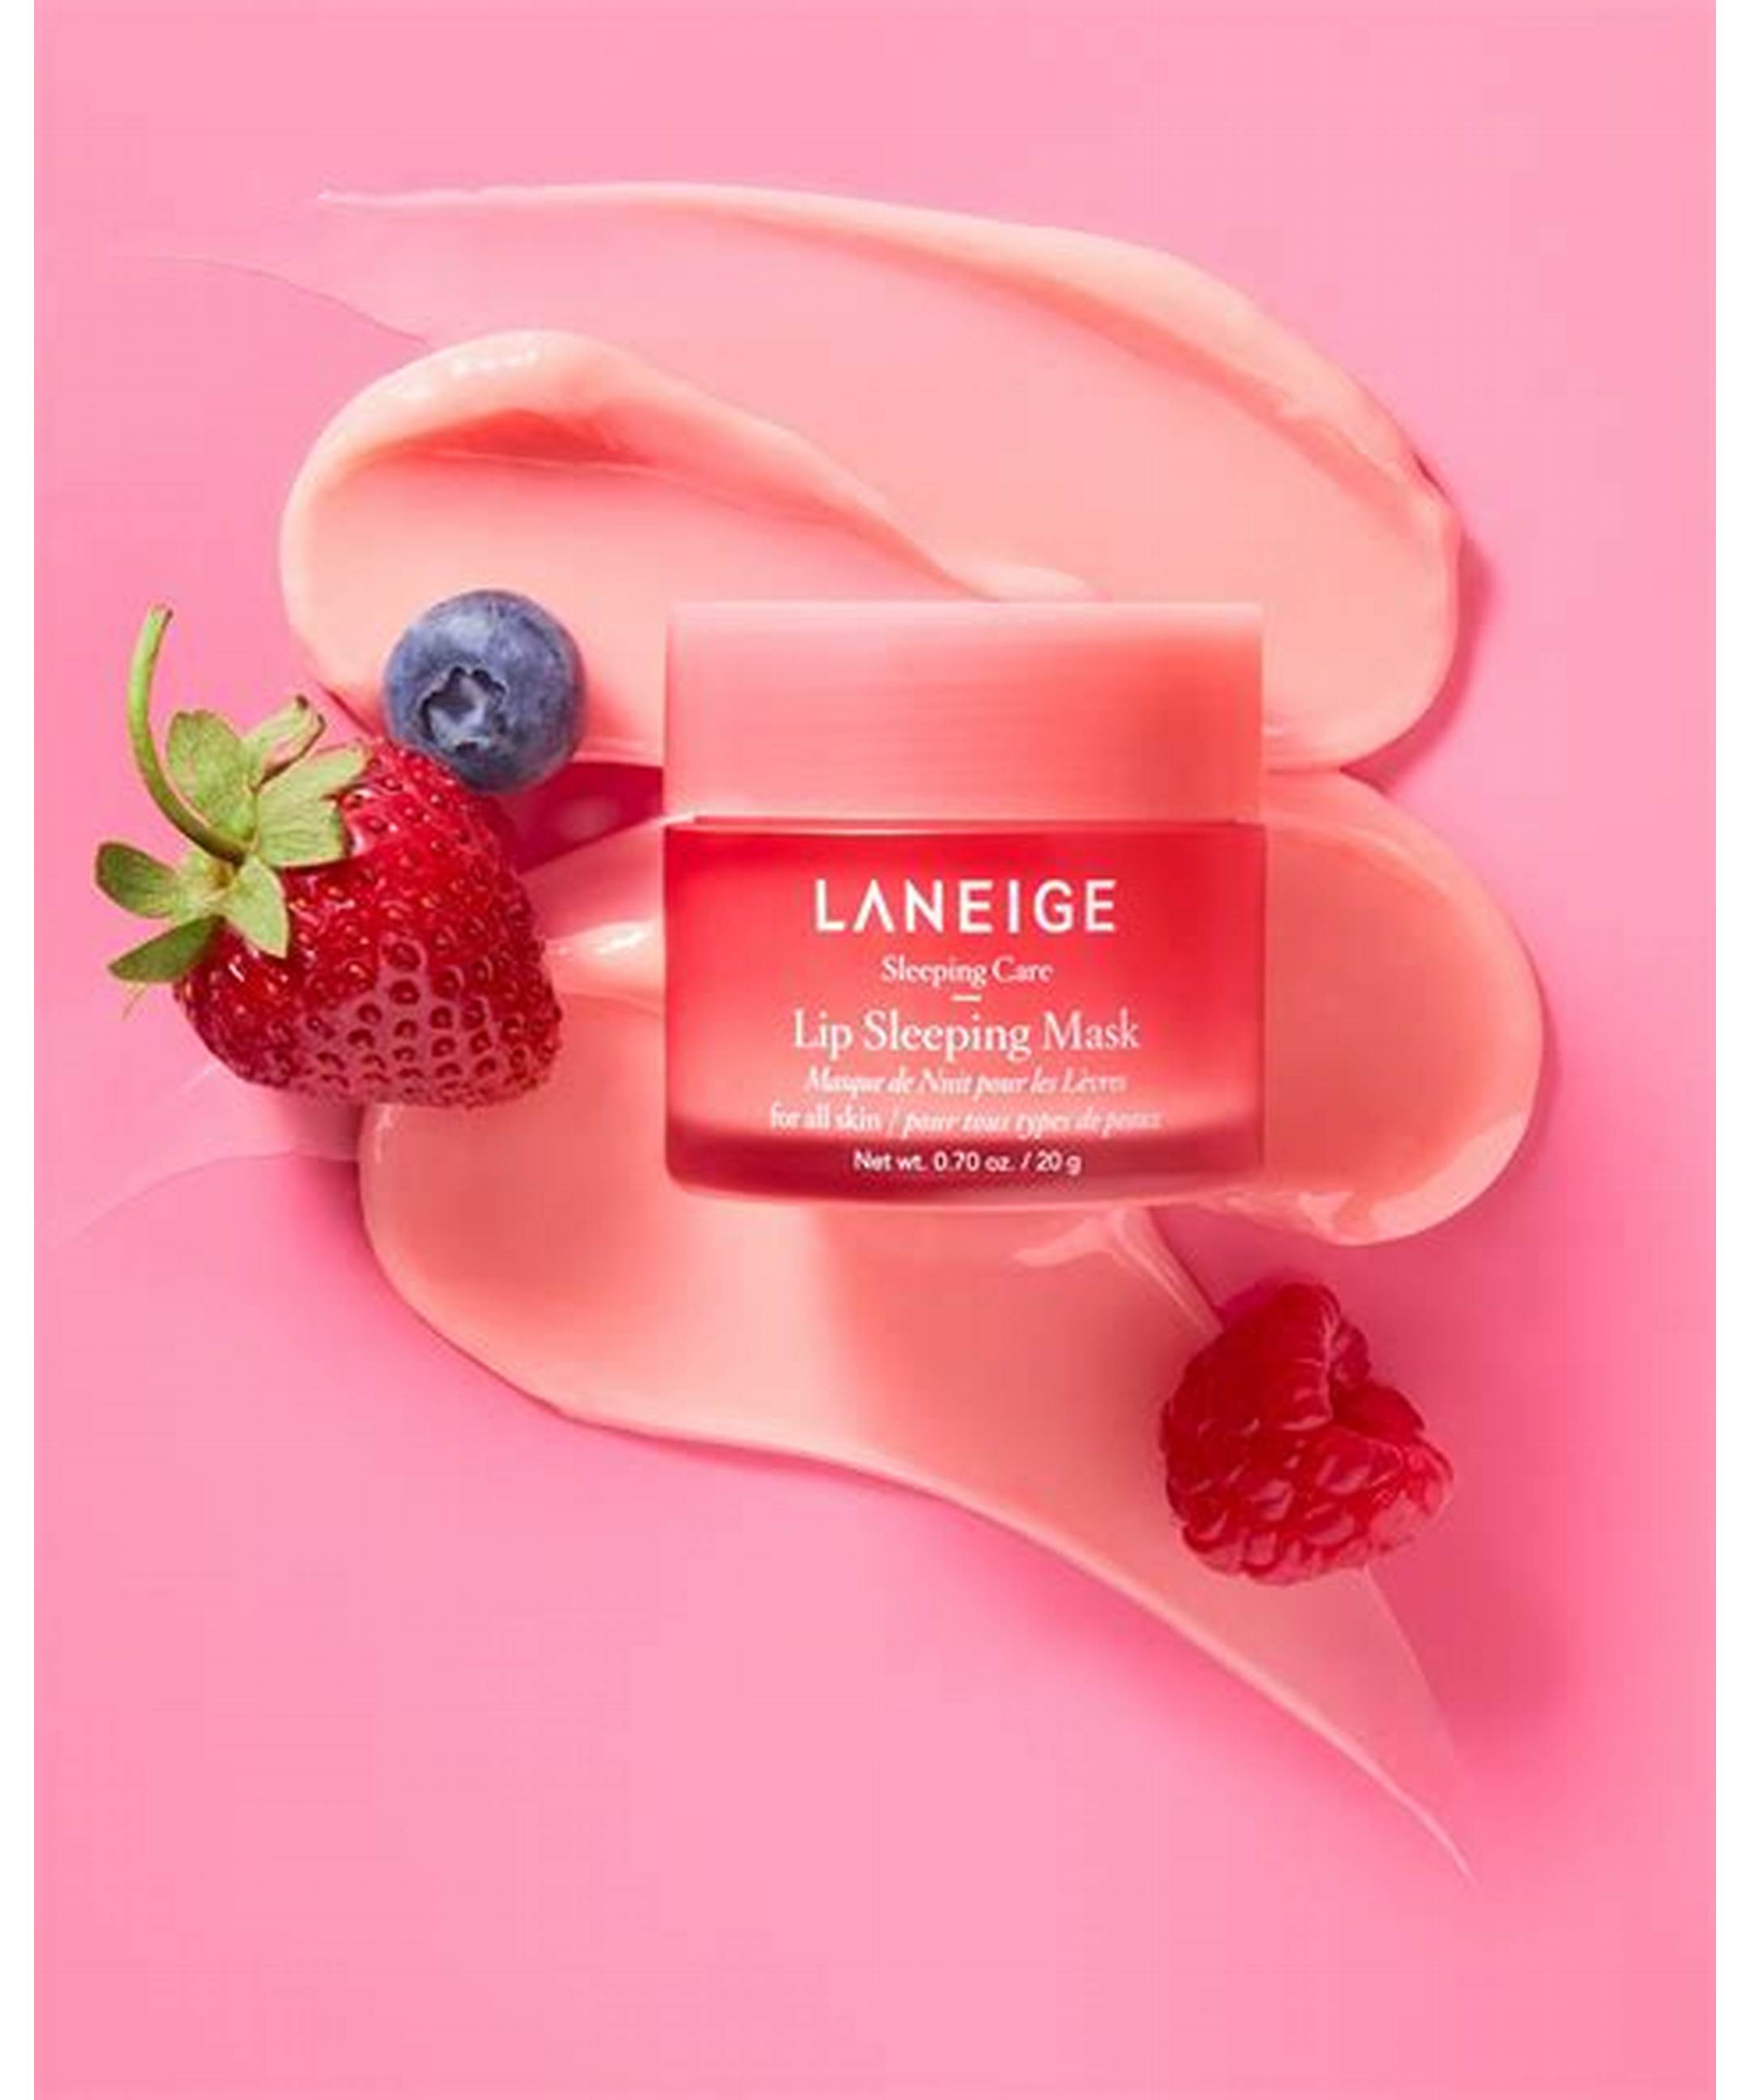 LANEIGE
Sleeping Care
Lip Sleeping Mask
Masque de Nuit pour les Lèvres
for all skin / pour tous types de peaux
Net wt. 0.70 oz. / 20 g